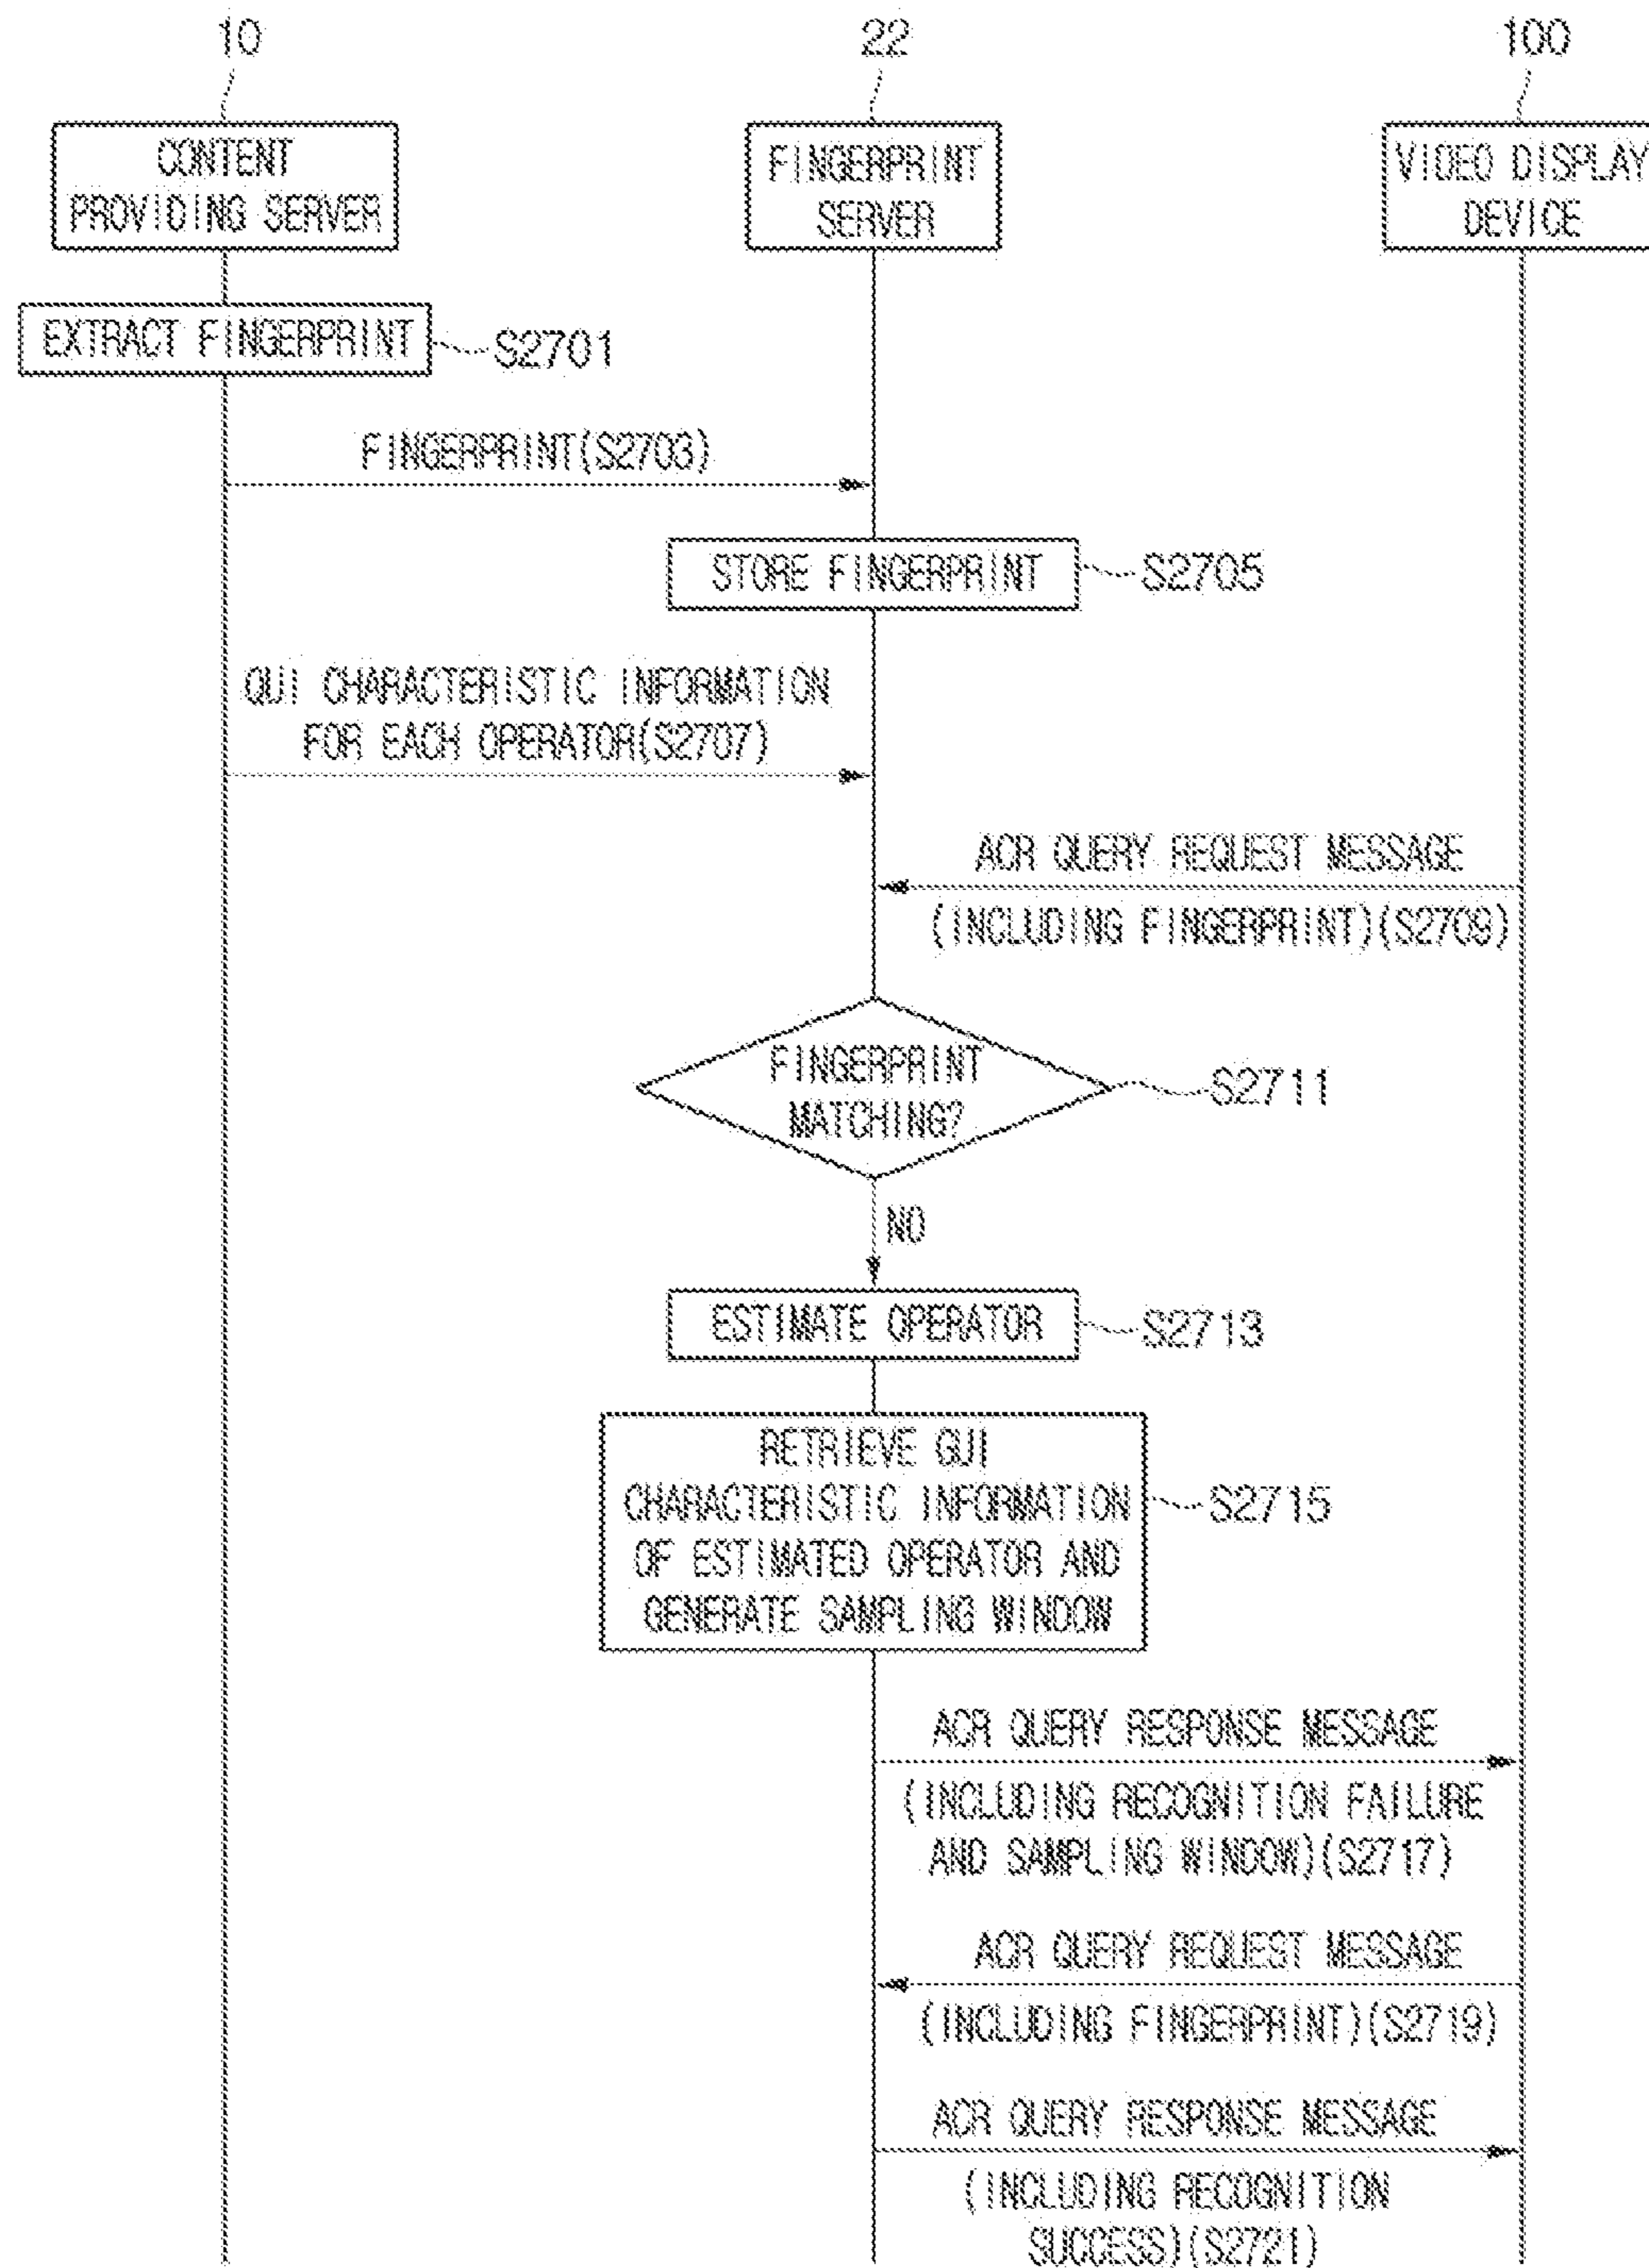 10
22
100
CONTENT
PROVIDING SERVER
FINGERPRINT
SERVER
VIDEO DISPLAY
DEVICE
EXTRACT FINGERPRINT
S2701
FINGERPRINT(S2703)
STORE FINGERPRINT
S2705
QUI CHARACTERISTIC INFORMATION
FOR EACH OPERATOR(S2707)
ACR QUERY REQUEST MESSAGE
(INCLUDING FINGERPRINT)(S2709)
FINGERPRINT
MATCHING?
S2711
NO
ESTIMATE OPERATOR
S2713
RETRIEVE GUI
CHARACTERISTIC INFORMATION
OF ESTIMATED OPERATOR AND
GENERATE SAMPLING WINDOW
S2715
ACR QUERY RESPONSE MESSAGE
(INCLUDING RECOGNITION FAILURE
AND SAMPLING WINDOW)(S2717)
ACR QUERY REQUEST MESSAGE
(INCLUDING FINGERPRINT)(S2719)
ACR QUERY RESPONSE MESSAGE
(INCLUDING RECOGNITION
SUCCESS)(S2721)